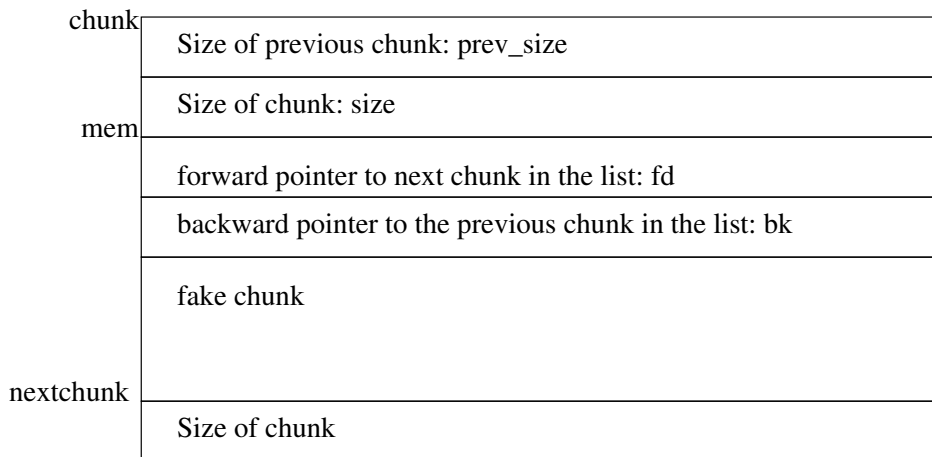 chunk
Size of previous chunk: prev_size
Size of chunk: size
mem
forward pointer to next chunk in the list: fd
backward pointer to the previous chunk in the list: bk
fake chunk
nextchunk
Size of chunk